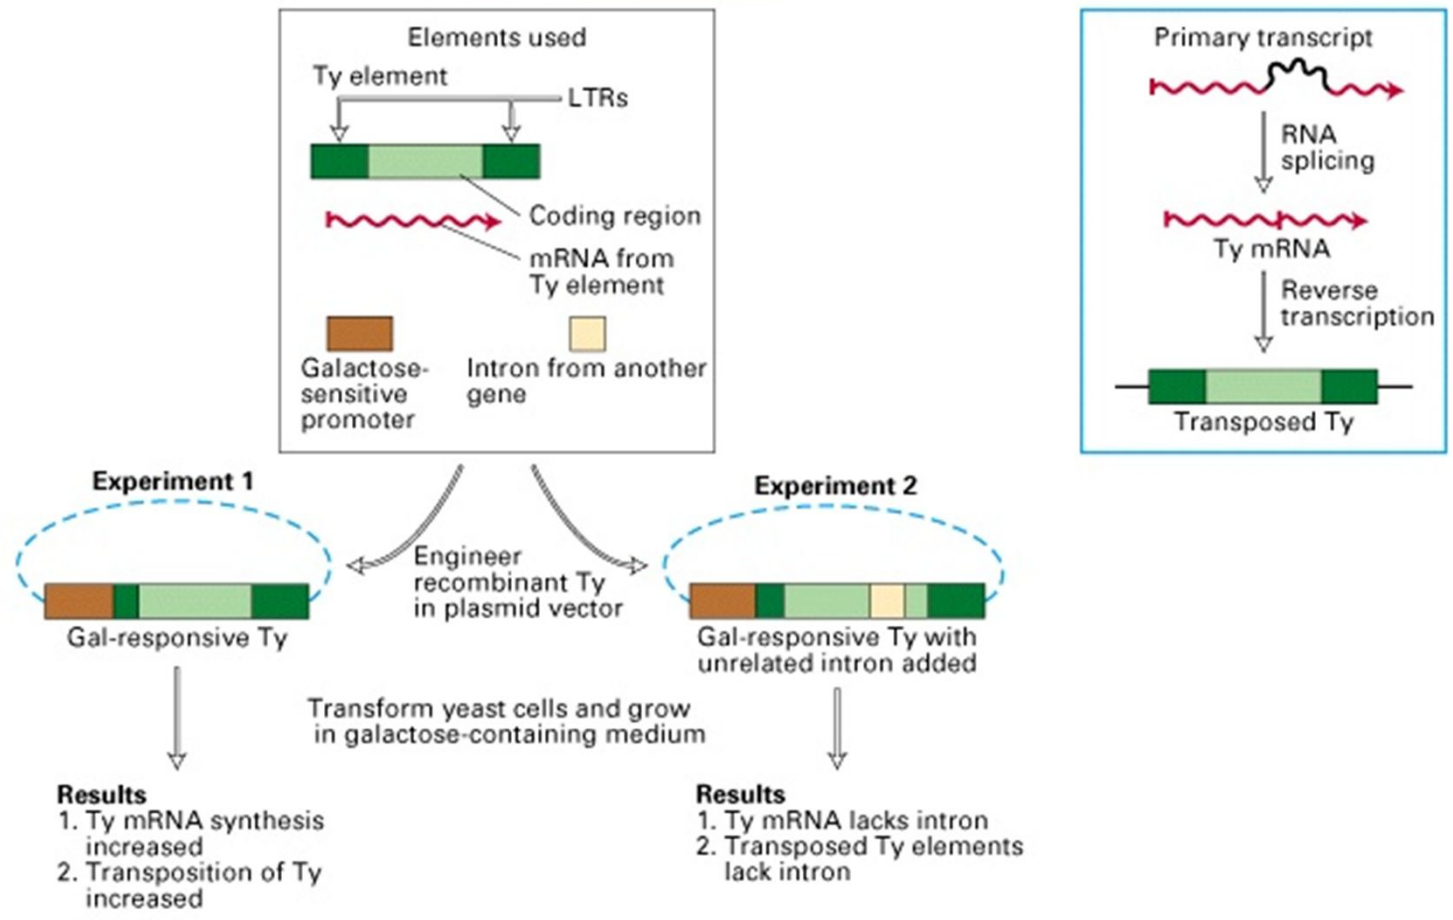 Elements used
Ty element
LTRs
Coding region
mRNA from
Ty element
Galactose-
sensitive
promoter
Intron from another
gene
Primary transcript
RNA
splicing
Ty mRNA
Reverse
transcription
Transposed Ty
Experiment 1
Gal-responsive Ty
Engineer
recombinant Ty
in plasmid vector
Experiment 2
Gal-responsive Ty with
unrelated intron added
Transform yeast cells and grow
in galactose-containing medium
Results
1. Ty mRNA synthesis
increased
2. Transposition of Ty
increased
Results
1. Ty mRNA lacks intron
2. Transposed Ty elements
lack intron